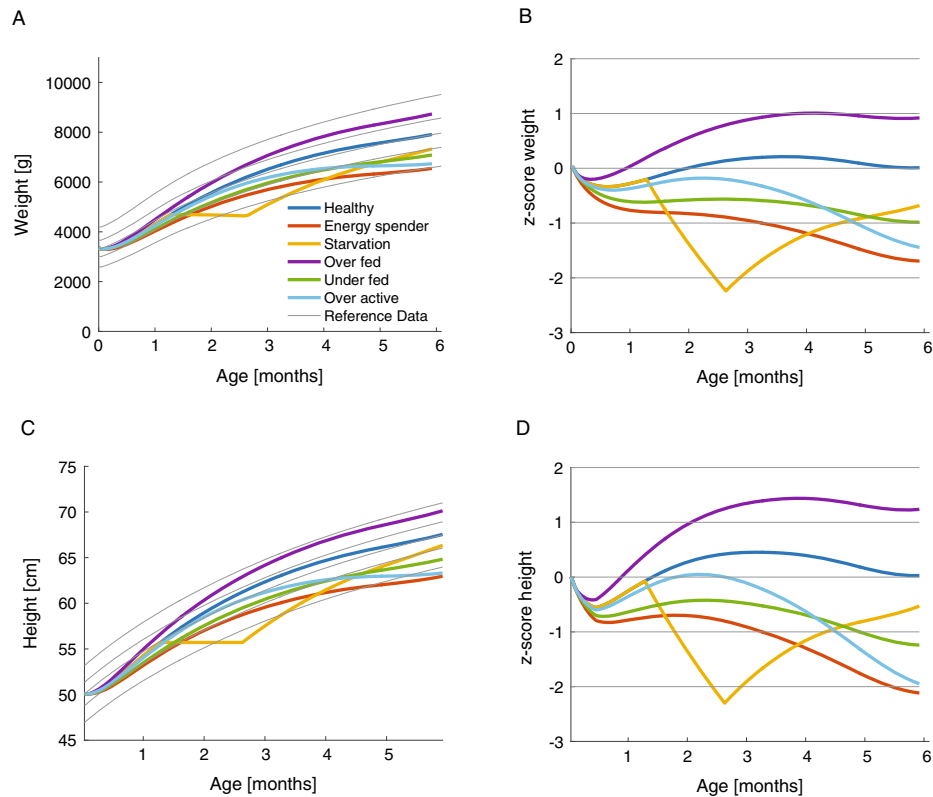 A
Weight [g]
10000
8000
6000
4000
2000
0
0 1 2 3 4 5 6
Age [months]
Healthy
Energy spender
Starvation
Over fed
Under fed
Over active
Reference Data
B
z-score weight
2
1
0
-1
-2
-3
0 1 2 3 4 5 6
Age [months]
C
Height [cm]
75
70
65
60
55
50
45
1 2 3 4 5
Age [months]
D
z-score height
2
1
0
-1
-2
-3
1 2 3 4 5 6
Age [months]